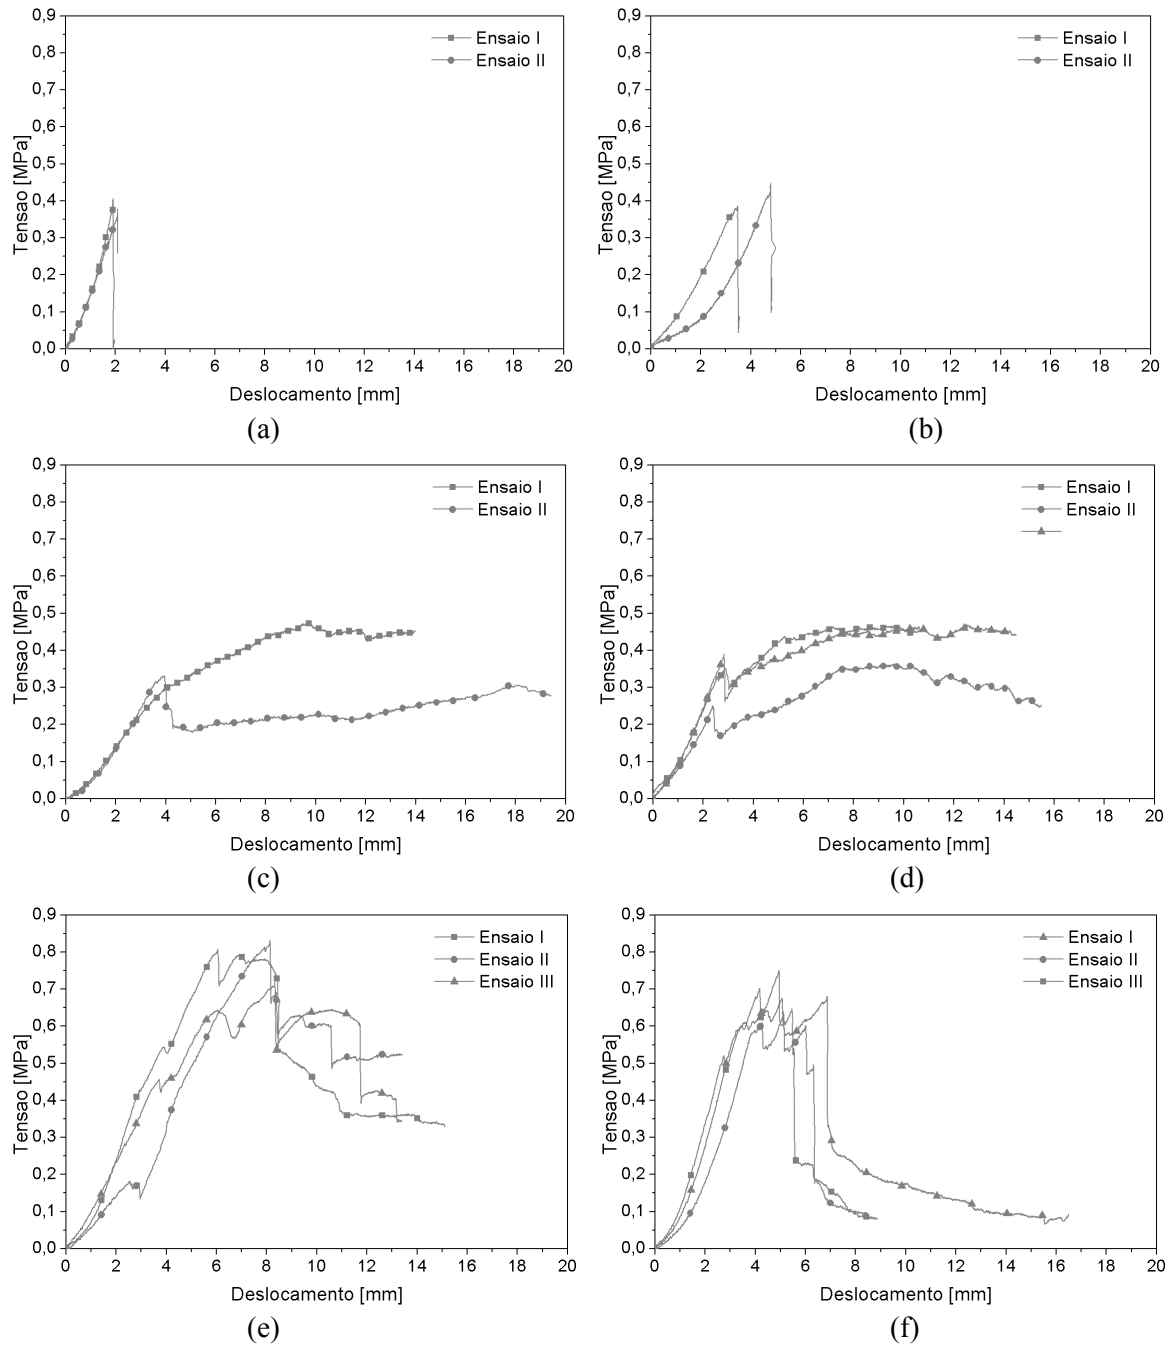 0,9
0,8
0,7
0,6
0,5
0,4
0,3
0,2
0,1
0,0
Tensao [MPa]
Ensaio I
Ensaio II
0 2 4 6 8 10 12 14 16 18 20
Deslocamento [mm]
(a)
0,9
0,8
0,7
0,6
0,5
0,4
0,3
0,2
0,1
0,0
Tensao [MPa]
Ensaio I
Ensaio II
0 2 4 6 8 10 12 14 16 18 20
Deslocamento [mm]
(b)
0,9
0,8
0,7
0,6
0,5
0,4
0,3
0,2
0,1
0,0
Tensao [MPa]
Ensaio I
Ensaio II
0 2 4 6 8 10 12 14 16 18 20
Deslocamento [mm]
(c)
0,9
0,8
0,7
0,6
0,5
0,4
0,3
0,2
0,1
0,0
Tensao [MPa]
Ensaio I
Ensaio II
0 2 4 6 8 10 12 14 16 18 20
Deslocamento [mm]
(d)
0,9
0,8
0,7
0,6
0,5
0,4
0,3
0,2
0,1
0,0
Tensao [MPa]
Ensaio I
Ensaio II
Ensaio III
0 2 4 6 8 10 12 14 16 18 20
Deslocamento [mm]
(e)
0,9
0,8
0,7
0,6
0,5
0,4
0,3
0,2
0,1
0,0
Tensao [MPa]
Ensaio I
Ensaio II
Ensaio III
0 2 4 6 8 10 12 14 16 18 20
Deslocamento [mm]
(f)